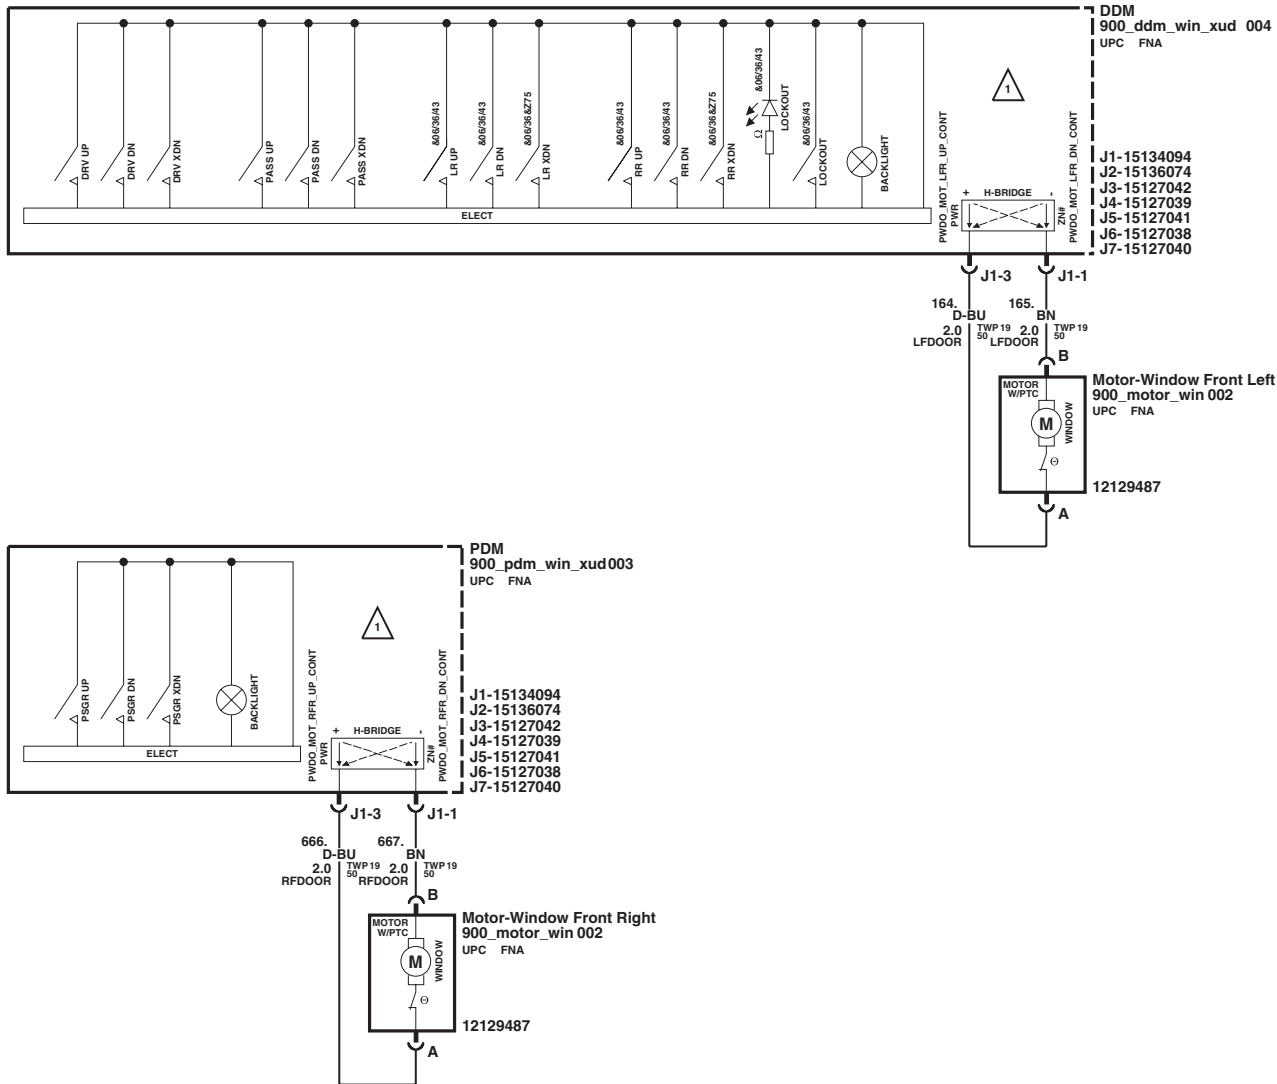 DDM
900_ddm_win_xud 004
UPC FNA
1
DRV UP
DRV DN
DRV XDN
PASS UP
PASS DN
PASS XDN
&06/36/43
LR UP
&06/36/43
LR DN
&06/36&Z75
LR XDN
&06/36/43
RR UP
&06/36/43
RR DN
&06/36&Z75
RR XDN
&06/36/43
LOCKOUT
Ω
&06/36/43
LOCKOUT
BACKLIGHT
ELECT
PWDO_MOT_LFR_UP_CONT
PWR
+ H-BRIDGE -
ZN#
PWDO_MOT_LFR_DN_CONT
J1-15134094
J2-15136074
J3-15127042
J4-15127039
J5-15127041
J6-15127038
J7-15127040
J1-3
J1-1
164.
D-BU
2.0
LFDOOR
TWP 19
50
165.
BN
2.0
LFDOOR
TWP 19
50
B
MOTOR
W/PTC
M
WINDOW
Θ
Motor-Window Front Left
900_motor_win 002
UPC FNA
12129487
A
PDM
900_pdm_win_xud 003
UPC FNA
1
PSGR UP
PSGR DN
PSGR XDN
BACKLIGHT
ELECT
PWDO_MOT_RFR_UP_CONT
PWR
+ H-BRIDGE -
ZN#
PWDO_MOT_RFR_DN_CONT
J1-15134094
J2-15136074
J3-15127042
J4-15127039
J5-15127041
J6-15127038
J7-15127040
J1-3
J1-1
666.
D-BU
2.0
RFDOOR
TWP 19
50
667.
BN
2.0
RFDOOR
TWP 19
50
B
MOTOR
W/PTC
M
WINDOW
Θ
Motor-Window Front Right
900_motor_win 002
UPC FNA
12129487
A